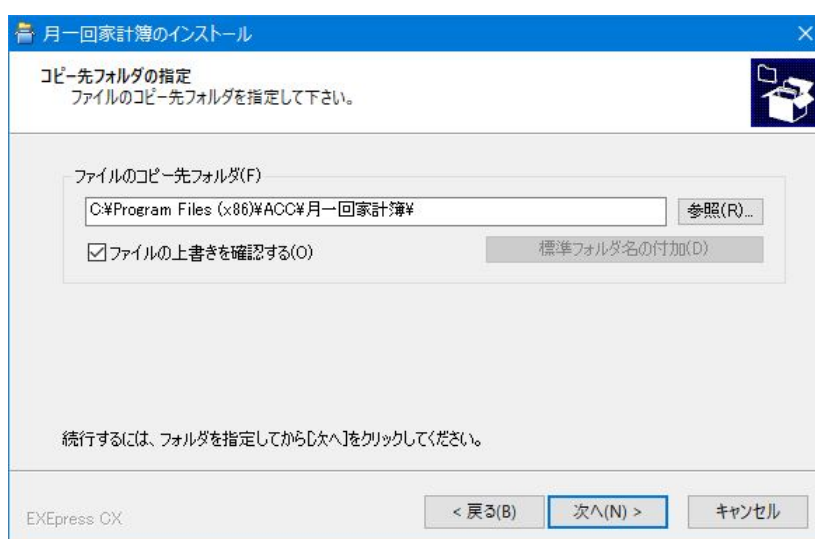 月一回家計簿のインストール
コピー先フォルダの指定
ファイルのコピー先フォルダを指定して下さい。
ファイルのコピー先フォルダ(F)
C:¥Program Files (x86)¥ACC¥月一回家計簿¥
参照(R)...
ファイルの上書きを確認する(O)
標準フォルダ名の付加(D)
続行するには、フォルダを指定してから[次へ]をクリックしてください。
EXEpress CX
< 戻る(B)
次へ(N) >
キャンセル